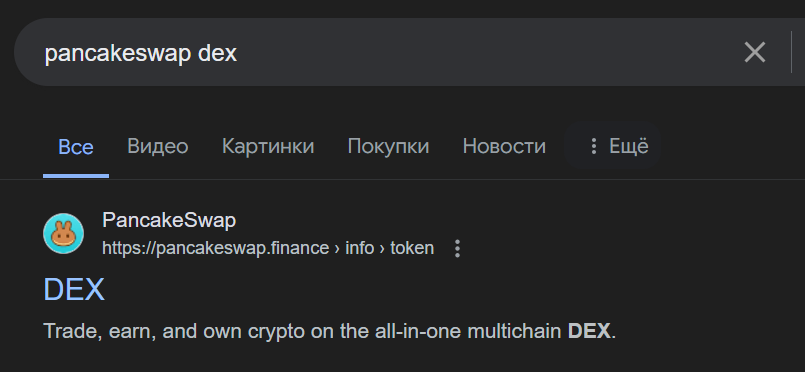 pancakeswap dex
Все Видео Картинки Покупки Новости Ещё
PancakeSwap
https://pancakeswap.finance › info › token
DEX
Trade, earn, and own crypto on the all-in-one multichain DEX.